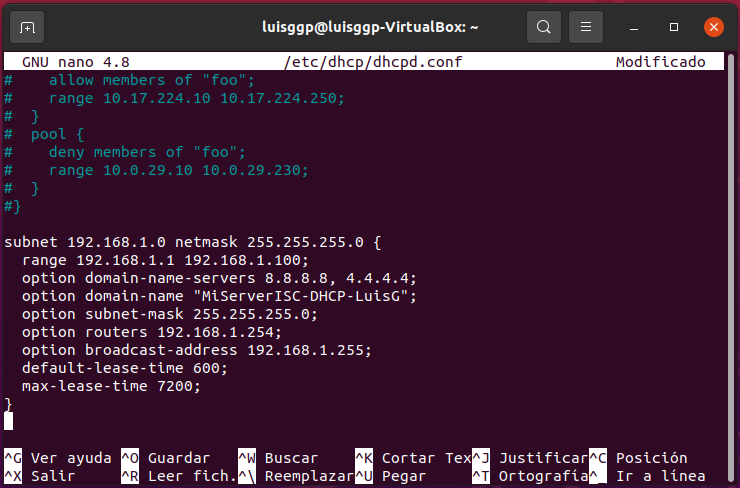 luisggp@luisggp-VirtualBox: ~
GNU nano 4.8 /etc/dhcp/dhcpd.conf Modificado
#    allow members of "foo";
#    range 10.17.224.10 10.17.224.250;
#  }
#  pool {
#    deny members of "foo";
#    range 10.0.29.10 10.0.29.230;
#  }
#}
subnet 192.168.1.0 netmask 255.255.255.0 {
  range 192.168.1.1 192.168.1.100;
  option domain-name-servers 8.8.8.8, 4.4.4.4;
  option domain-name "MiServerISC-DHCP-LuisG";
  option subnet-mask 255.255.255.0;
  option routers 192.168.1.254;
  option broadcast-address 192.168.1.255;
  default-lease-time 600;
  max-lease-time 7200;
}
^G Ver ayuda ^O Guardar ^W Buscar ^K Cortar Tex ^J Justificar ^C Posición
^X Salir ^R Leer fich. ^\ Reemplazar ^U Pegar ^T Ortografía ^_ Ir a línea